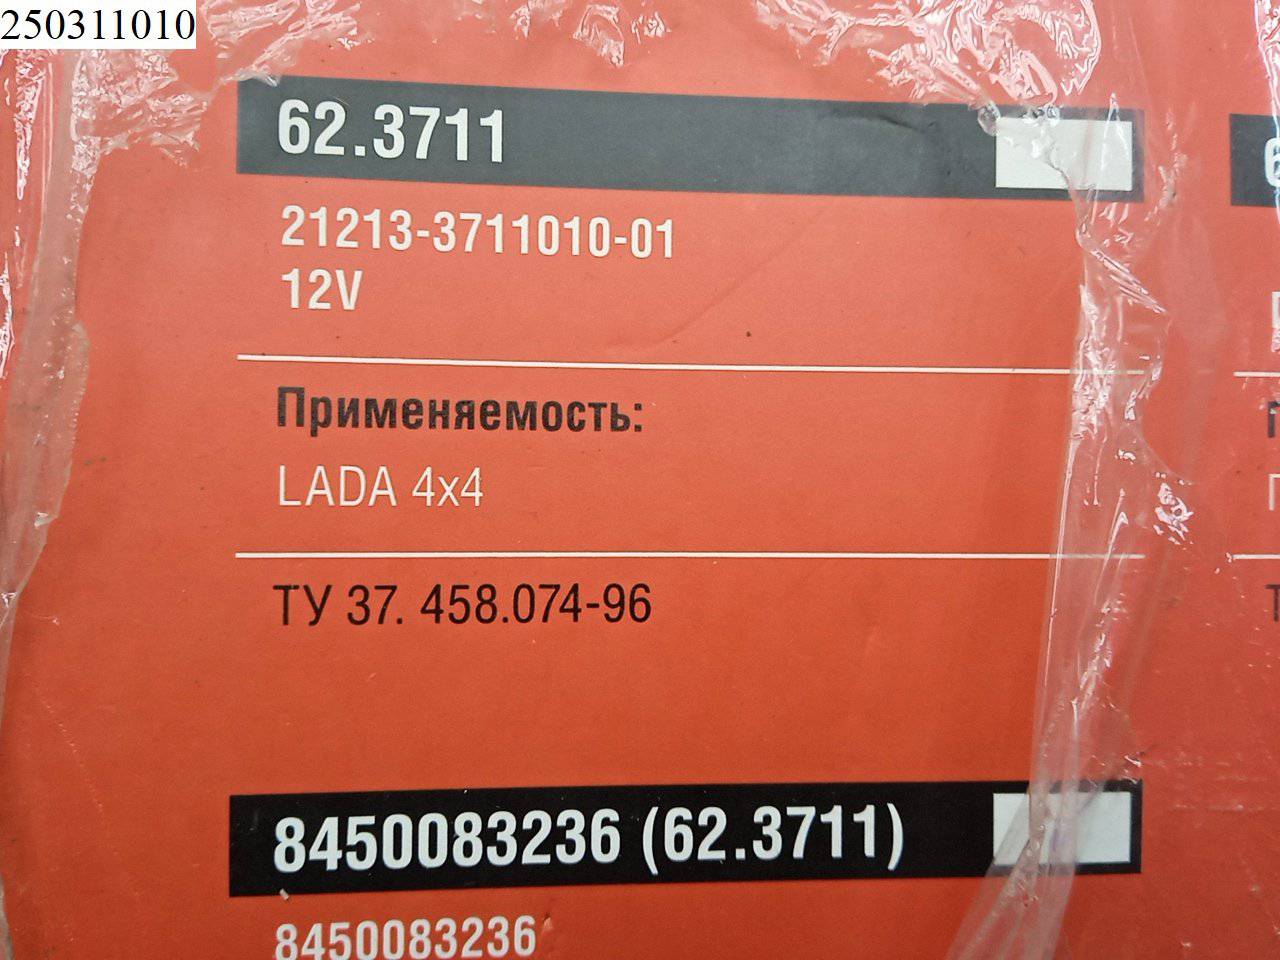 250311010
62.3711
21213-3711010-01
12V
Применяемость:
LADA 4x4
ТУ 37. 458.074-96
8450083236 (62.3711)
8450083236